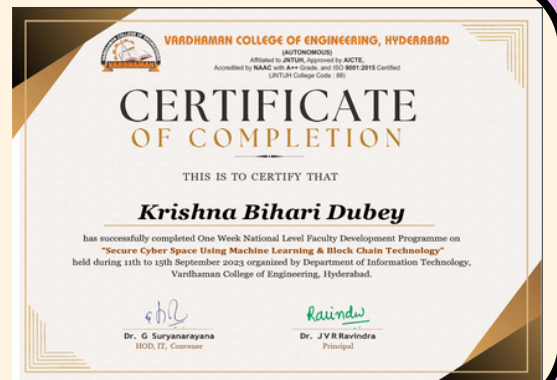 VARDHAMAN COLLEGE OF ENGINEERING, HYDERABAD
(AUTONOMOUS)
Affiliated to JNTUH, Approved by AICTE,
Accredited by NAAC with A++ Grade, and ISO 9001:2015 Certified
(JNTUH College Code : 88)
VARDHAMAN
CERTIFICATE
OF COMPLETION
THIS IS TO CERTIFY THAT
Krishna Bihari Dubey
has successfully completed One Week National Level Faculty Development Programme on
"Secure Cyber Space Using Machine Learning & Block Chain Technology"
held during 11th to 15th September 2023 organized by Department of Information Technology,
Vardhaman College of Engineering, Hyderabad.
Ravindra
Dr. G Suryanarayana
HOD, IT, Convener
Dr. J V R Ravindra
Principal